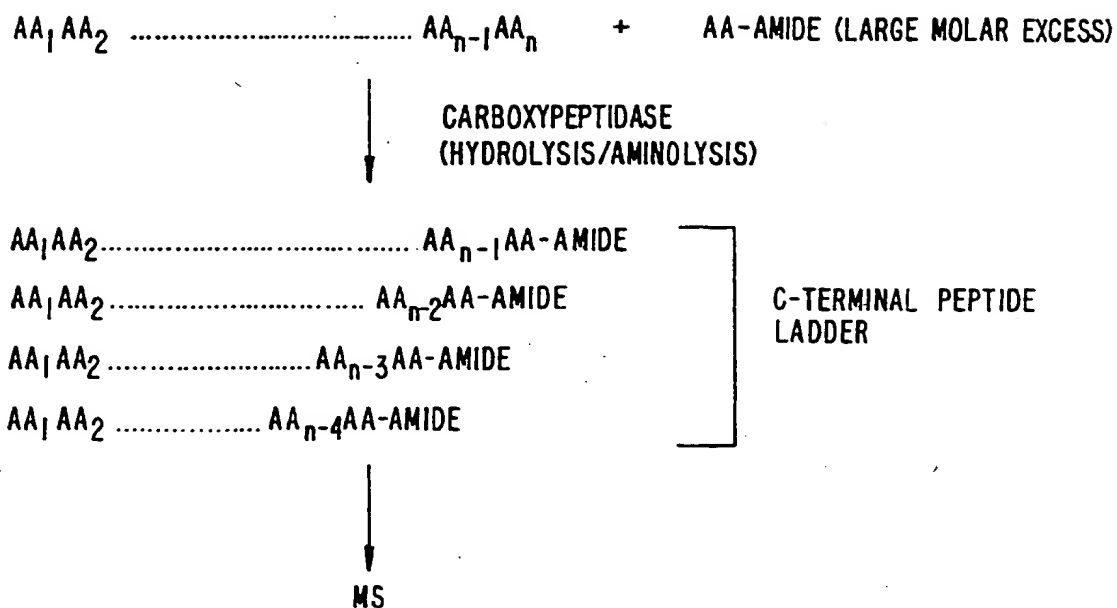 AA₁AA₂ ........................................ AAₙ₋₁AAₙ + AA-AMIDE (LARGE MOLAR EXCESS)
CARBOXYPEPTIDASE
(HYDROLYSIS/AMINOLYSIS)
AA₁AA₂........................................ AAₙ₋₁AA-AMIDE
AA₁AA₂................................... AAₙ₋₂AA-AMIDE
C-TERMINAL PEPTIDE
LADDER
AA₁AA₂............................AAₙ₋₃AA-AMIDE
AA₁AA₂ ..................... AAₙ₋₄AA-AMIDE
MS